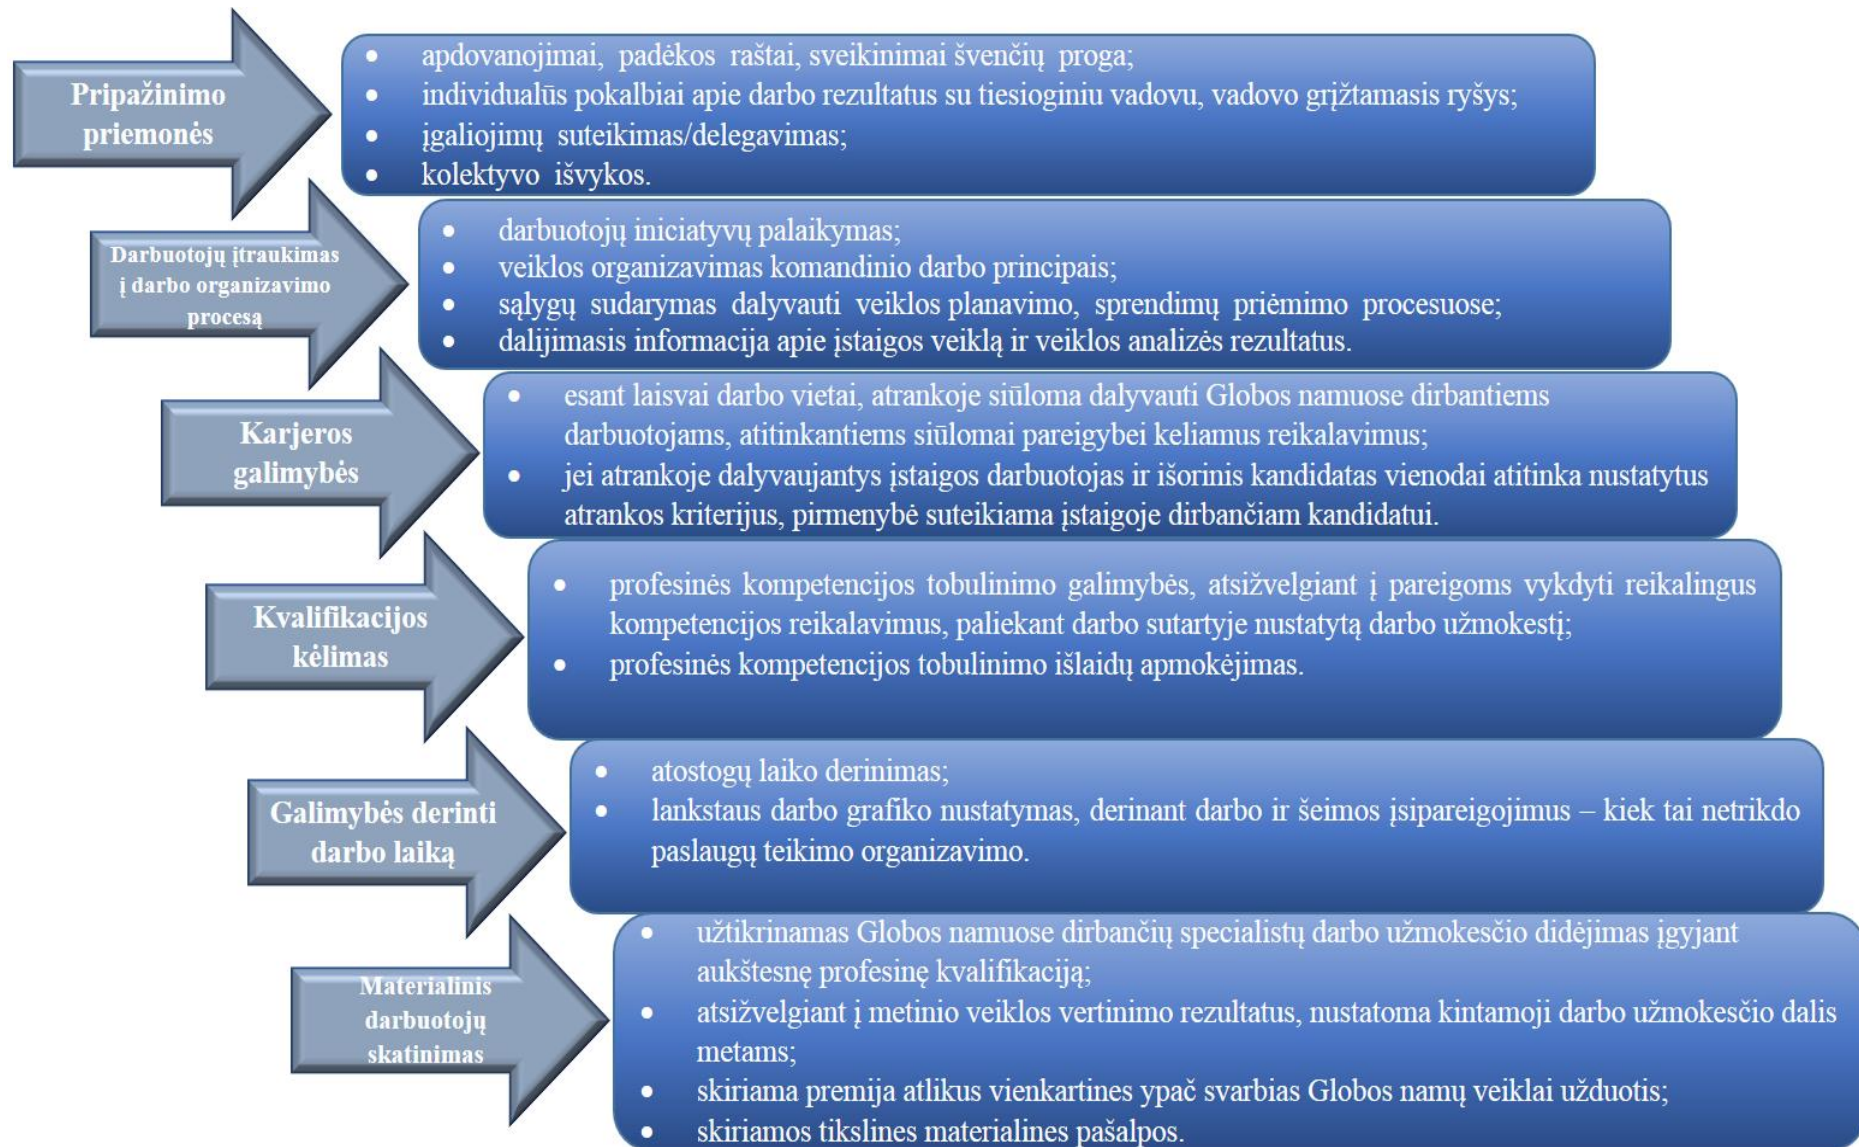 Pripažinimo
priemonės
apdovanojimai, padėkos raštai, sveikinimai švenčių proga;
individualūs pokalbiai apie darbo rezultatus su tiesioginiu vadovu, vadovo grįžtamasis ryšys;
įgaliojimų suteikimas/delegavimas;
kolektyvo išvykos.
Darbuotojų įtraukimas
į darbo organizavimo
procesą
darbuotojų iniciatyvų palaikymas;
veiklos organizavimas komandinio darbo principais;
sąlygų sudarymas dalyvauti veiklos planavimo, sprendimų priėmimo procesuose;
dalijimasis informacija apie įstaigos veiklą ir veiklos analizės rezultatus.
Karjeros
galimybės
esant laisvai darbo vietai, atrankoje siūloma dalyvauti Globos namuose dirbantiems
darbuotojams, atitinkantiems siūlomai pareigybei keliamus reikalavimus;
jei atrankoje dalyvaujantys įstaigos darbuotojas ir išorinis kandidatas vienodai atitinka nustatytus
atrankos kriterijus, pirmenybė suteikiama įstaigoje dirbančiam kandidatui.
Kvalifikacijos
kėlimas
profesinės kompetencijos tobulinimo galimybės, atsižvelgiant į pareigoms vykdyti reikalingus
kompetencijos reikalavimus, paliekant darbo sutartyje nustatytą darbo užmokestį;
profesinės kompetencijos tobulinimo išlaidų apmokėjimas.
Galimybės derinti
darbo laiką
atostogų laiko derinimas;
lankstaus darbo grafiko nustatymas, derinant darbo ir šeimos įsipareigojimus – kiek tai netrikdo
paslaugų teikimo organizavimo.
Materialinis
darbuotojų
skatinimas
užtikrinamas Globos namuose dirbančių specialistų darbo užmokesčio didėjimas įgyjant
aukštesnę profesinę kvalifikaciją;
atsižvelgiant į metinio veiklos vertinimo rezultatus, nustatoma kintamoji darbo užmokesčio dalis
metams;
skiriama premija atlikus vienkartines ypač svarbias Globos namų veiklai užduotis;
skiriamos tikslines materialines pašalpos.